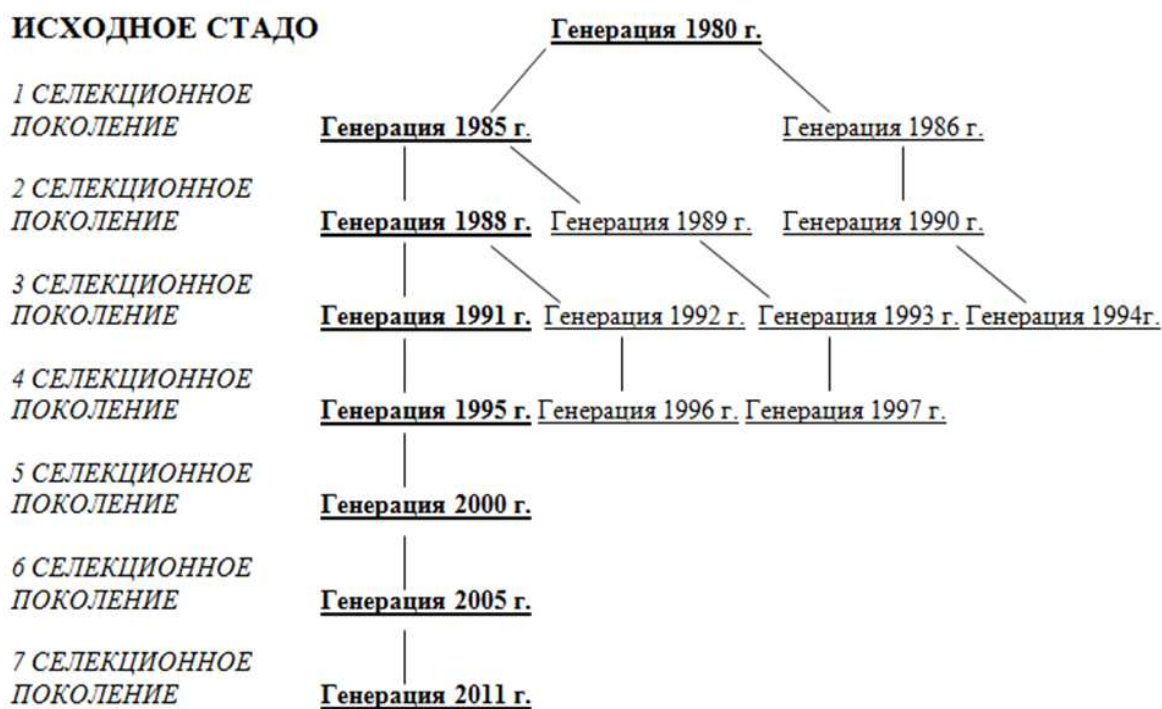 ИСХОДНОЕ СТАДО Генерация 1980 г.
1 СЕЛЕКЦИОННОЕ
ПОКОЛЕНИЕ Генерация 1985 г. Генерация 1986 г.
2 СЕЛЕКЦИОННОЕ
ПОКОЛЕНИЕ Генерация 1988 г. Генерация 1989 г. Генерация 1990 г.
3 СЕЛЕКЦИОННОЕ
ПОКОЛЕНИЕ Генерация 1991 г. Генерация 1992 г. Генерация 1993 г. Генерация 1994г.
4 СЕЛЕКЦИОННОЕ
ПОКОЛЕНИЕ Генерация 1995 г. Генерация 1996 г. Генерация 1997 г.
5 СЕЛЕКЦИОННОЕ
ПОКОЛЕНИЕ Генерация 2000 г.
6 СЕЛЕКЦИОННОЕ
ПОКОЛЕНИЕ Генерация 2005 г.
7 СЕЛЕКЦИОННОЕ
ПОКОЛЕНИЕ Генерация 2011 г.